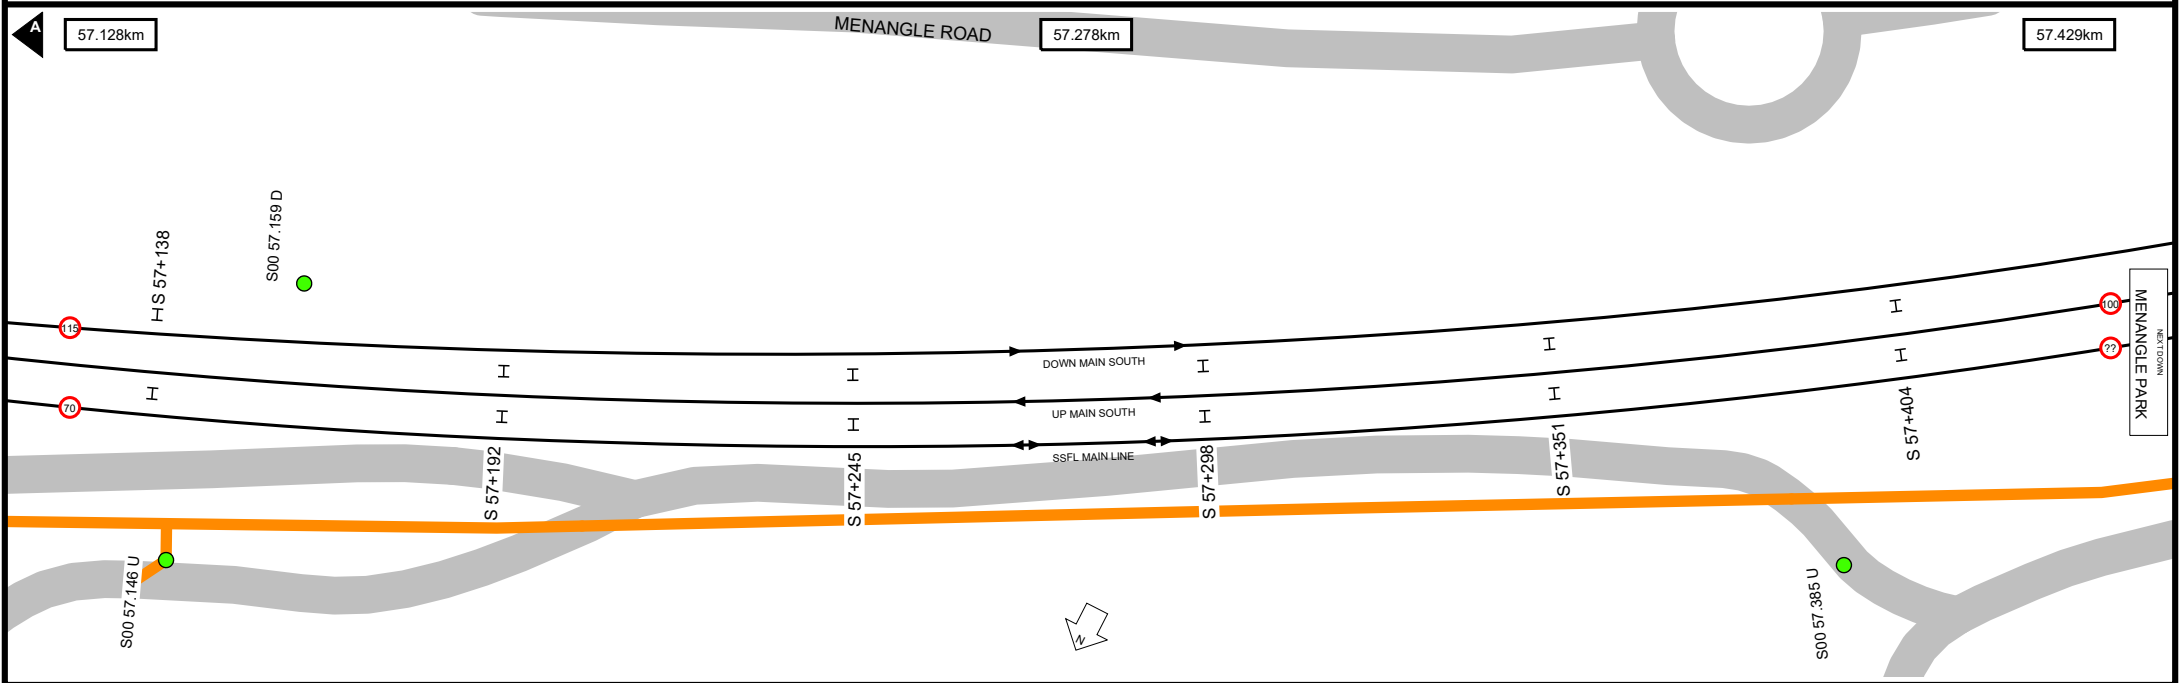 A
57.128km
MENANGLE ROAD
57.278km
57.429km
S00 57.159 D
H S 57+138
115
100
??
70
DOWN MAIN SOUTH
UP MAIN SOUTH
SSFL MAIN LINE
MENANGLE PARK
NEXT DOWN
S 57+192
S 57+245
S 57+298
S 57+351
S 57+404
S00 57.146 U
S00 57.385 U
N